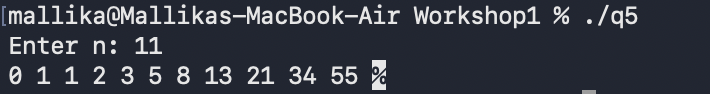 [mallika@Mallikas-MacBook-Air Workshop1 % ./q5
Enter n: 11
0 1 1 2 3 5 8 13 21 34 55 %